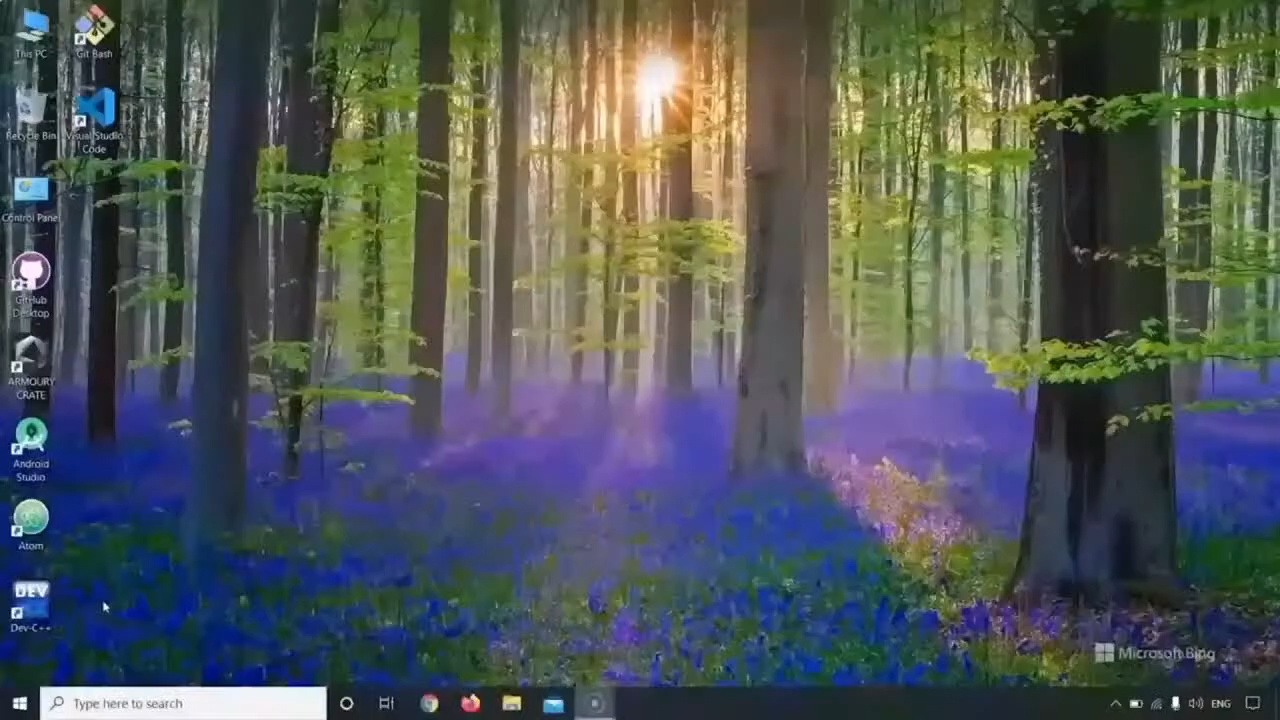 This PC
Git Bash
Recycle Bin
Visual Studio
Code
Control Pane
GitHub
Desktop
ARMOURY
CRATE
Android
Studio
Atom
DEV
Dev-C++
Microsoft Bing
Type here to search
ENG